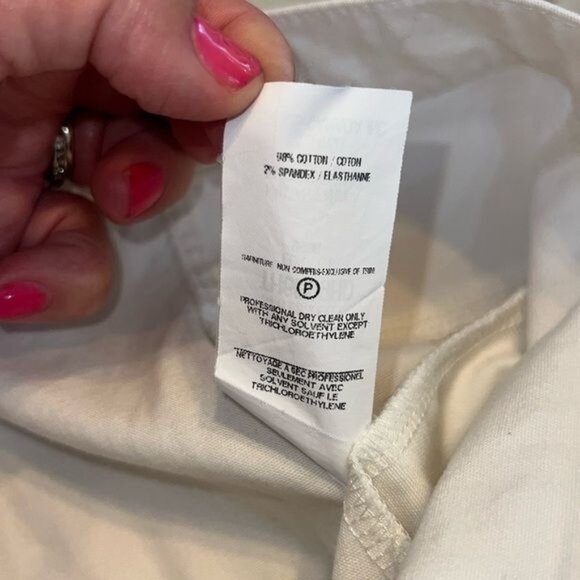 98% COTTON / COTON
2% SPANDEX / ELASTHANNE
GARNITURE NON COMPRIS-EXCLUSIVE OF TRIM
P
PROFESSIONAL DRY CLEAN ONLY
WITH ANY SOLVENT EXCEPT
TRICHLOROETHYLENE
NETTOYAGE A SEC PROFESSIONEL
SEULEMENT AVEC
SOLVENT SAUF LE
TRICHLOROETHYLENE